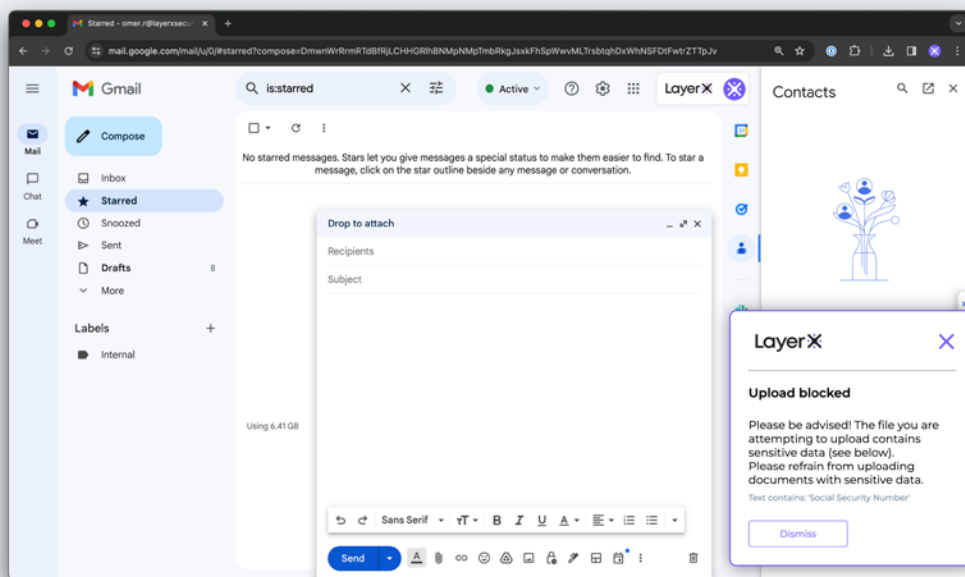 Starred - omer.r@layerxsecu
mail.google.com/mail/u/0/#starred?compose=DmwnWrRrmRTdBfRjLCHHGRlhBNMpNMpTmbRkgJsxkFhSpWwvMLTrsbtqhDxWhNSFDtFwtrZTTpJv
Gmail
is:starred
Active
LayerX
Contacts
Compose
Mail
Chat
Meet
Inbox
Starred
Snoozed
Sent
Drafts 8
More
Labels
Internal
No starred messages. Stars let you give messages a special status to make them easier to find. To star a
message, click on the star outline beside any message or conversation.
Using 6.41 GB
Drop to attach
Recipients
Subject
Sans Serif
Send
LayerX
Upload blocked
Please be advised! The file you are
attempting to upload contains
sensitive data (see below).
Please refrain from uploading
documents with sensitive data.
Text contains: 'Social Security Number'
Dismiss